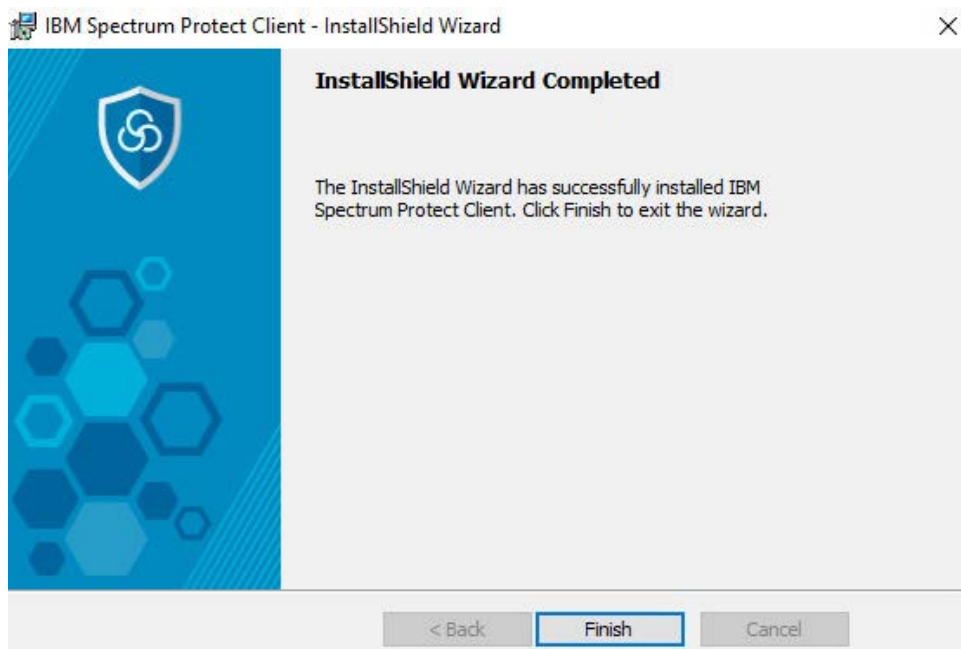 IBM Spectrum Protect Client - InstallShield Wizard
InstallShield Wizard Completed
The InstallShield Wizard has successfully installed IBM
Spectrum Protect Client. Click Finish to exit the wizard.
< Back Finish Cancel